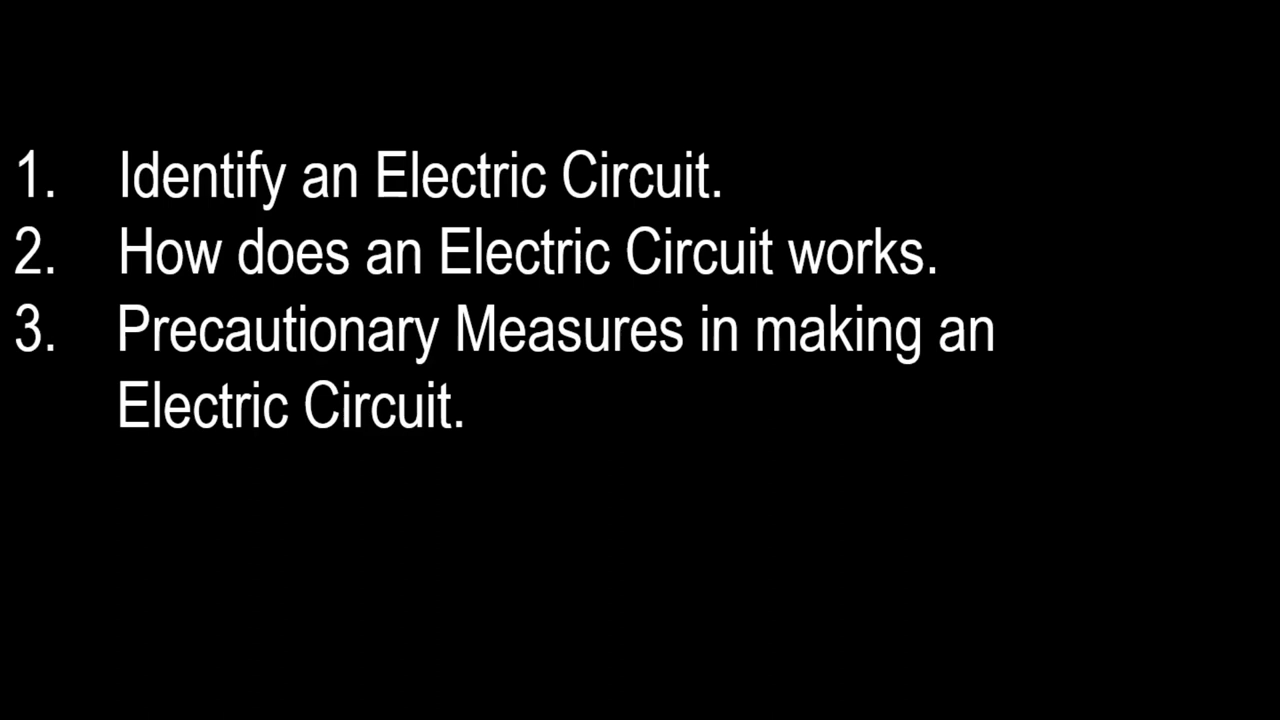 1. Identify an Electric Circuit.
2. How does an Electric Circuit works.
3. Precautionary Measures in making an
Electric Circuit.